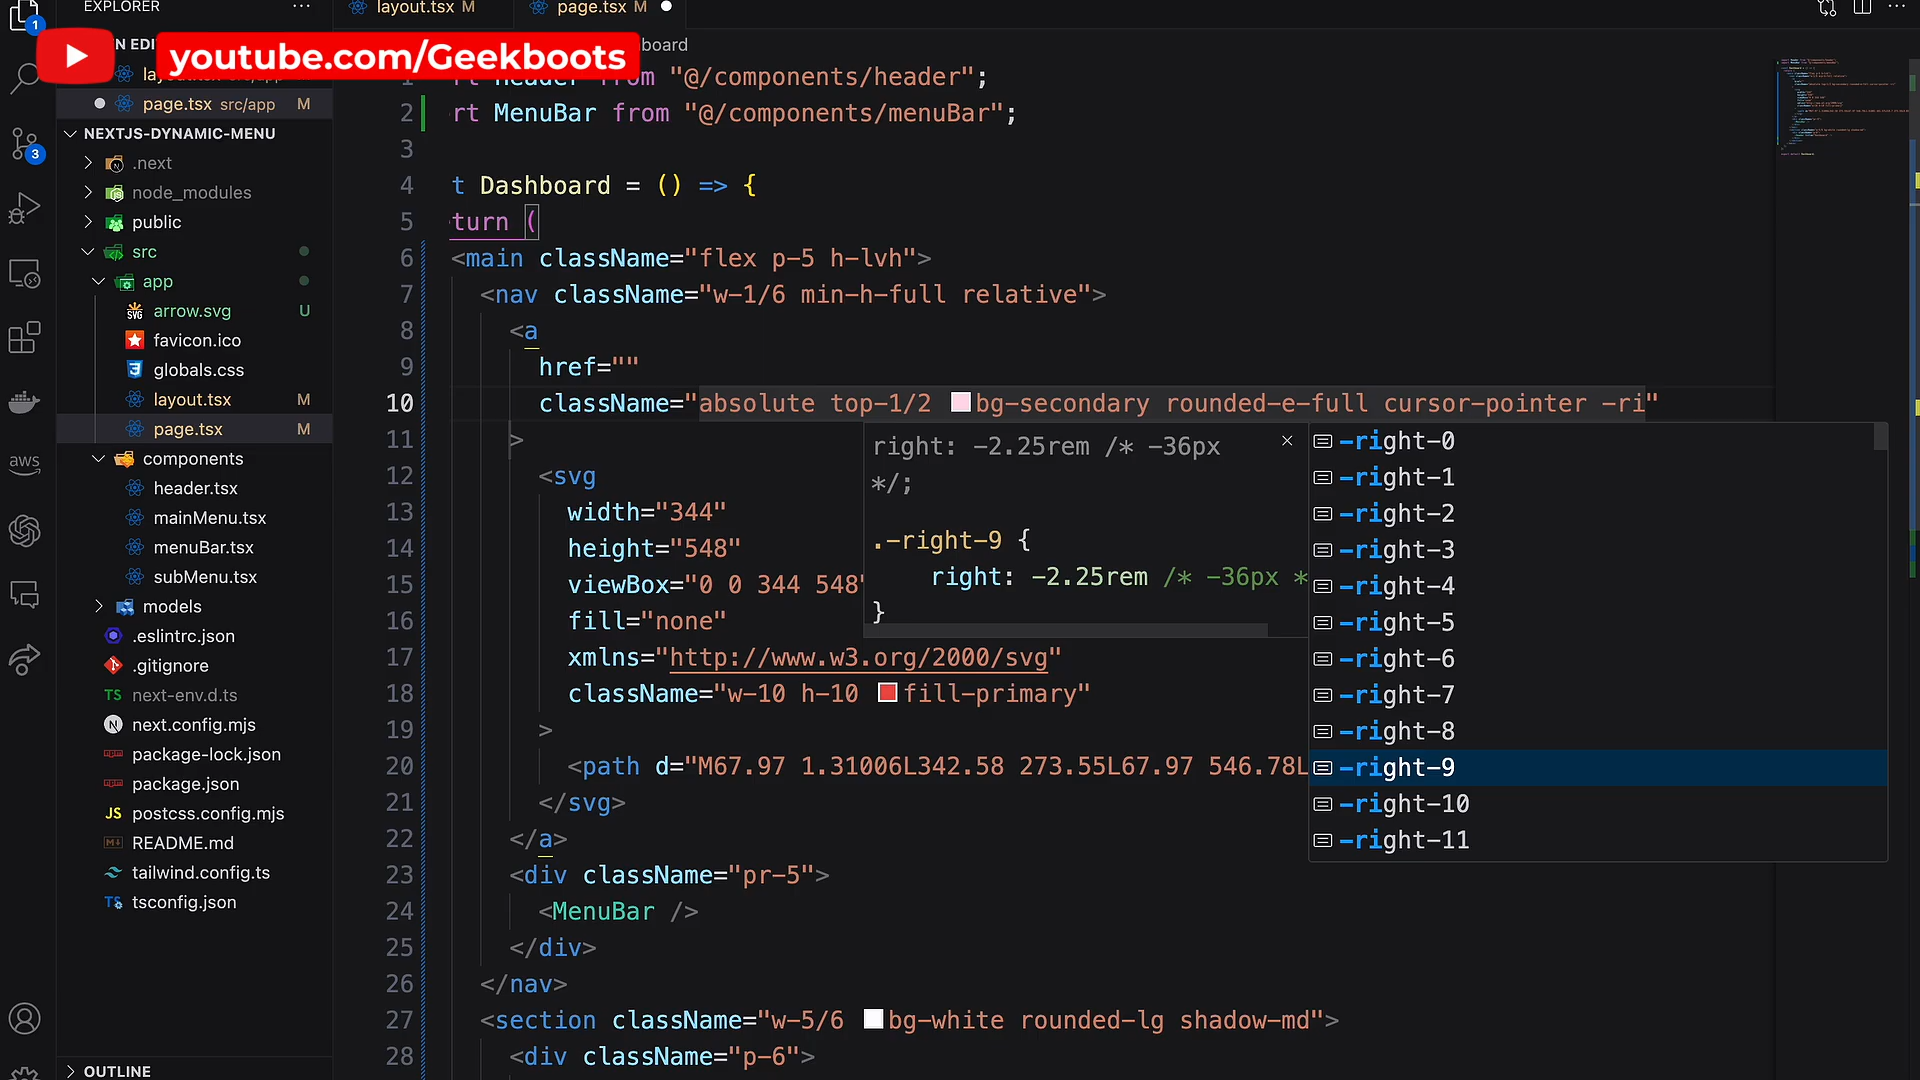 EXPLORER
layout.tsx M
page.tsx M
youtube.com/Geekboots
N EDI
page.tsx src/app M
NEXTJS-DYNAMIC-MENU
.next
node_modules
public
src
app
arrow.svg U
favicon.ico
globals.css
layout.tsx M
page.tsx M
components
header.tsx
mainMenu.tsx
menuBar.tsx
subMenu.tsx
models
.eslintrc.json
.gitignore
next-env.d.ts
next.config.mjs
package-lock.json
package.json
postcss.config.mjs
README.md
tailwind.config.ts
tsconfig.json
OUTLINE
1
3
aws
board
"@/components/header";
2 rt MenuBar from "@/components/menuBar";
3
4 t Dashboard = () => {
5 turn (
6 <main className="flex p-5 h-lvh">
7 <nav className="w-1/6 min-h-full relative">
8 <a
9 href=""
10 className="absolute top-1/2 bg-secondary rounded-e-full cursor-pointer -ri"
11 >
12 <svg
13 width="344"
14 height="548"
15 viewBox="0 0 344 548"
16 fill="none"
17 xmlns="http://www.w3.org/2000/svg"
18 className="w-10 h-10 fill-primary"
19 >
20 <path d="M67.97 1.31006L342.58 273.55L67.97 546.78L
21 </svg>
22 </a>
23 <div className="pr-5">
24 <MenuBar />
25 </div>
26 </nav>
27 <section className="w-5/6 bg-white rounded-lg shadow-md">
28 <div className="p-6">
right: -2.25rem /* -36px
*/;
.-right-9 {
right: -2.25rem /* -36px *
}
-right-0
-right-1
-right-2
-right-3
-right-4
-right-5
-right-6
-right-7
-right-8
-right-9
-right-10
-right-11